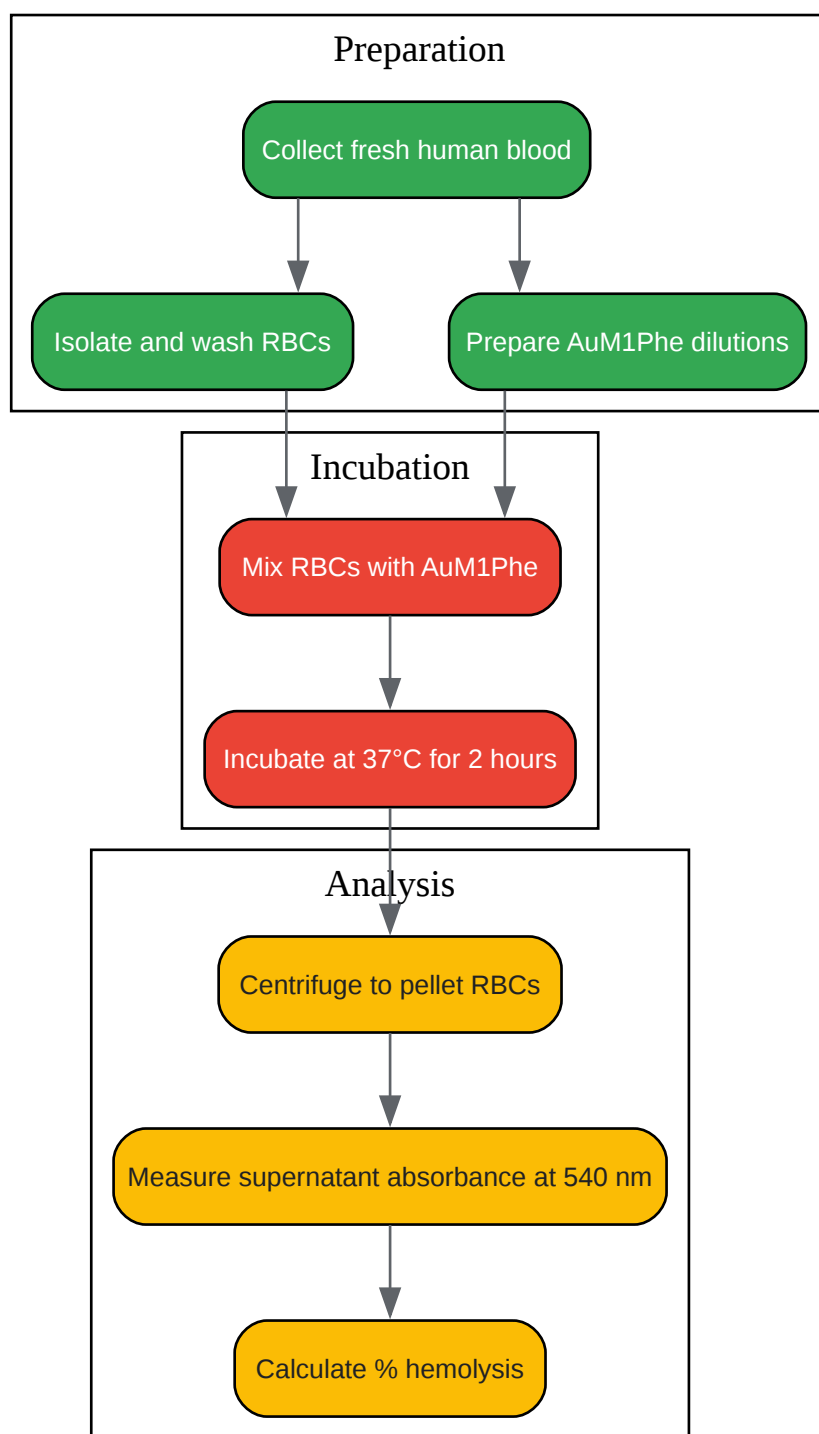 Preparation
Collect fresh human blood
Isolate and wash RBCs
Prepare AuM1Phe dilutions
Incubation
Mix RBCs with AuM1Phe
Incubate at 37°C for 2 hours
Analysis
Centrifuge to pellet RBCs
Measure supernatant absorbance at 540 nm
Calculate % hemolysis